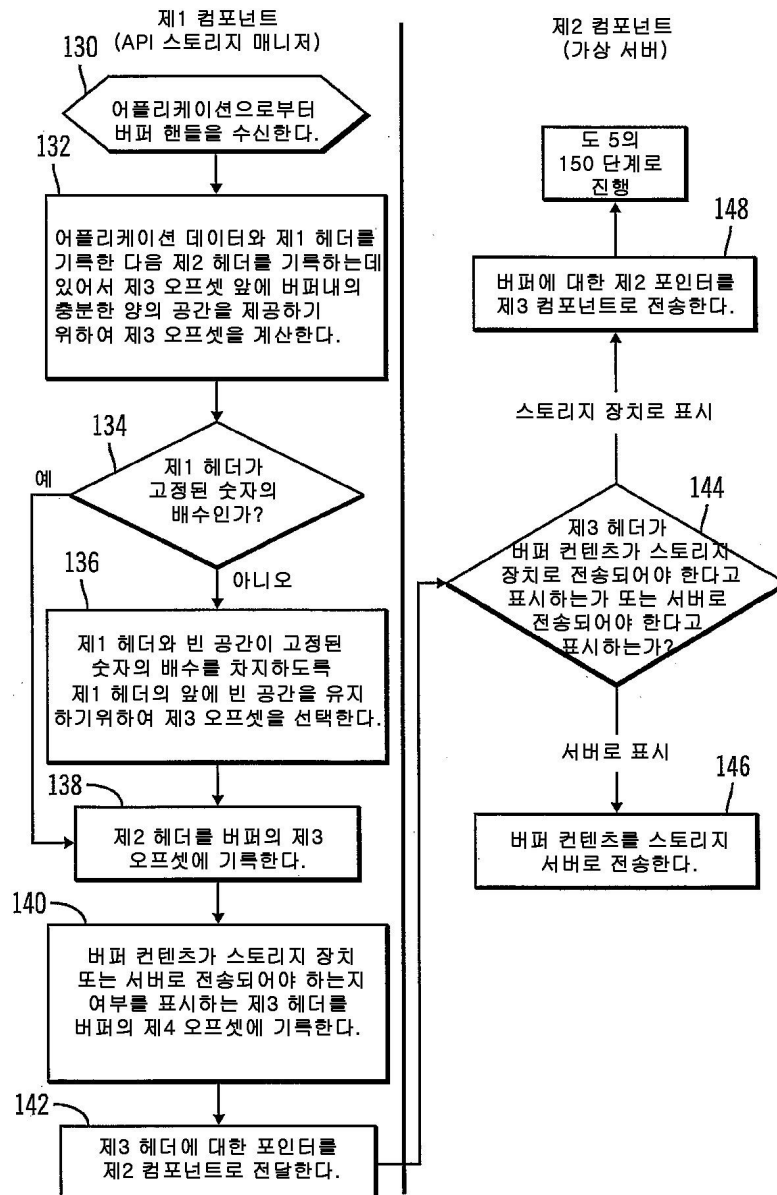 제1 컴포넌트
(API 스토리지 매니저)
130
어플리케이션으로부터
버퍼 핸들을 수신한다.
132
어플리케이션 데이터와 제1 헤더를
기록한 다음 제2 헤더를 기록하는데
있어서 제3 오프셋 앞에 버퍼내의
충분한 양의 공간을 제공하기
위하여 제3 오프셋을 계산한다.
134
예
제1 헤더가
고정된 숫자의
배수인가?
136
아니오
제1 헤더와 빈 공간이 고정된
숫자의 배수를 차지하도록
제1 헤더의 앞에 빈 공간을 유지
하기위하여 제3 오프셋을 선택한다.
138
제2 헤더를 버퍼의 제3
오프셋에 기록한다.
140
버퍼 컨텐츠가 스토리지 장치
또는 서버로 전송되어야 하는지
여부를 표시하는 제3 헤더를
버퍼의 제4 오프셋에 기록한다.
142
제3 헤더에 대한 포인터를
제2 컴포넌트로 전달한다.
제2 컴포넌트
(가상 서버)
도 5의
150 단계로
진행
148
버퍼에 대한 제2 포인터를
제3 컴포넌트로 전송한다.
스토리지 장치로 표시
144
제3 헤더가
버퍼 컨텐츠가 스토리지
장치로 전송되어야 한다고
표시하는가 또는 서버로
전송되어야 한다고
표시하는가?
서버로 표시
146
버퍼 컨텐츠를 스토리지
서버로 전송한다.